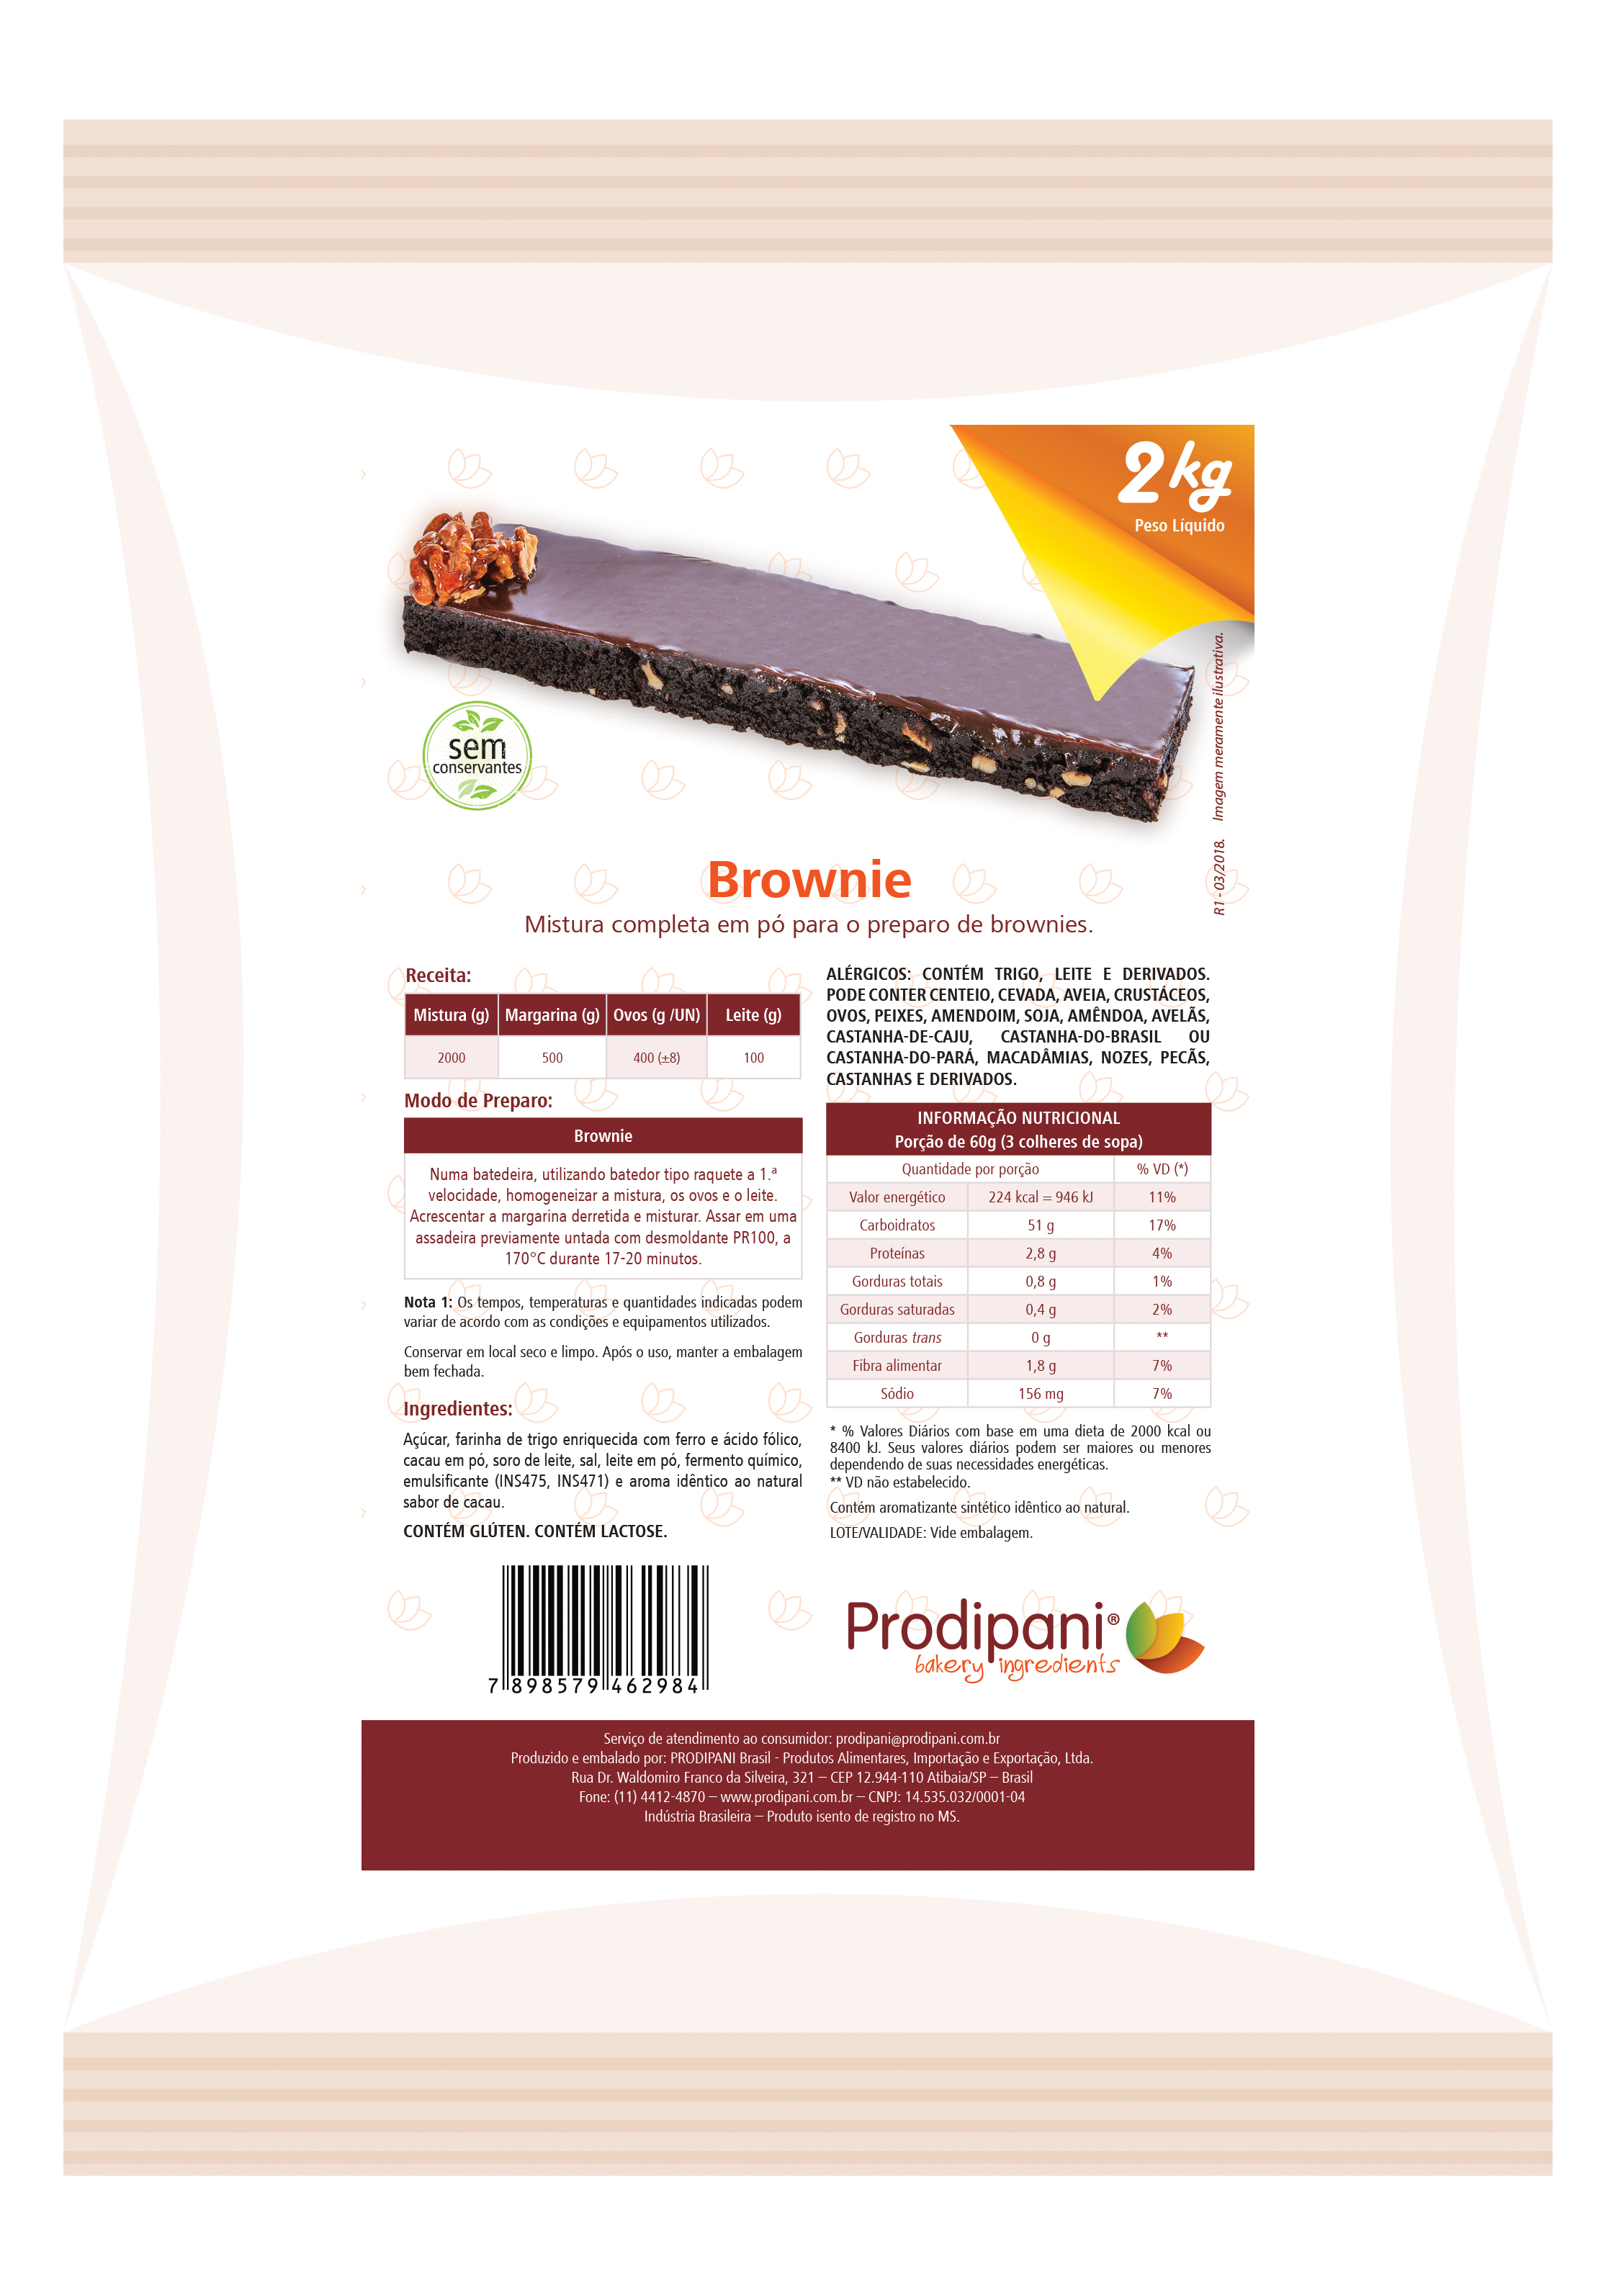 2kg
Peso Líquido
Imagem meramente ilustrativa.
R1 - 03/2018.
sem
conservantes
Brownie
Mistura completa em pó para o preparo de brownies.
Receita:
Mistura (g) Margarina (g) Ovos (g /UN) Leite (g)
2000 500 400 (±8) 100
Modo de Preparo:
Brownie
Numa batedeira, utilizando batedor tipo raquete a 1.ª
velocidade, homogeneizar a mistura, os ovos e o leite.
Acrescentar a margarina derretida e misturar. Assar em uma
assadeira previamente untada com desmoldante PR100, a
170°C durante 17-20 minutos.
Nota 1: Os tempos, temperaturas e quantidades indicadas podem
variar de acordo com as condições e equipamentos utilizados.
Conservar em local seco e limpo. Após o uso, manter a embalagem
bem fechada.
Ingredientes:
Açúcar, farinha de trigo enriquecida com ferro e ácido fólico,
cacau em pó, soro de leite, sal, leite em pó, fermento químico,
emulsificante (INS475, INS471) e aroma idêntico ao natural
sabor de cacau.
CONTÉM GLÚTEN. CONTÉM LACTOSE.
7 898579 462984
ALÉRGICOS: CONTÉM TRIGO, LEITE E DERIVADOS.
PODE CONTER CENTEIO, CEVADA, AVEIA, CRUSTÁCEOS,
OVOS, PEIXES, AMENDOIM, SOJA, AMÊNDOA, AVELÃS,
CASTANHA-DE-CAJU, CASTANHA-DO-BRASIL OU
CASTANHA-DO-PARÁ, MACADÂMIAS, NOZES, PECÃS,
CASTANHAS E DERIVADOS.
INFORMAÇÃO NUTRICIONAL
Porção de 60g (3 colheres de sopa)
Quantidade por porção % VD (*)
Valor energético 224 kcal = 946 kJ 11%
Carboidratos 51 g 17%
Proteínas 2,8 g 4%
Gorduras totais 0,8 g 1%
Gorduras saturadas 0,4 g 2%
Gorduras trans 0 g **
Fibra alimentar 1,8 g 7%
Sódio 156 mg 7%
* % Valores Diários com base em uma dieta de 2000 kcal ou
8400 kJ. Seus valores diários podem ser maiores ou menores
dependendo de suas necessidades energéticas.
** VD não estabelecido.
Contém aromatizante sintético idêntico ao natural.
LOTE/VALIDADE: Vide embalagem.
Prodipani®
bakery ingredients
Serviço de atendimento ao consumidor: prodipani@prodipani.com.br
Produzido e embalado por: PRODIPANI Brasil - Produtos Alimentares, Importação e Exportação, Ltda.
Rua Dr. Waldomiro Franco da Silveira, 321 – CEP 12.944-110 Atibaia/SP – Brasil
Fone: (11) 4412-4870 – www.prodipani.com.br – CNPJ: 14.535.032/0001-04
Indústria Brasileira – Produto isento de registro no MS.